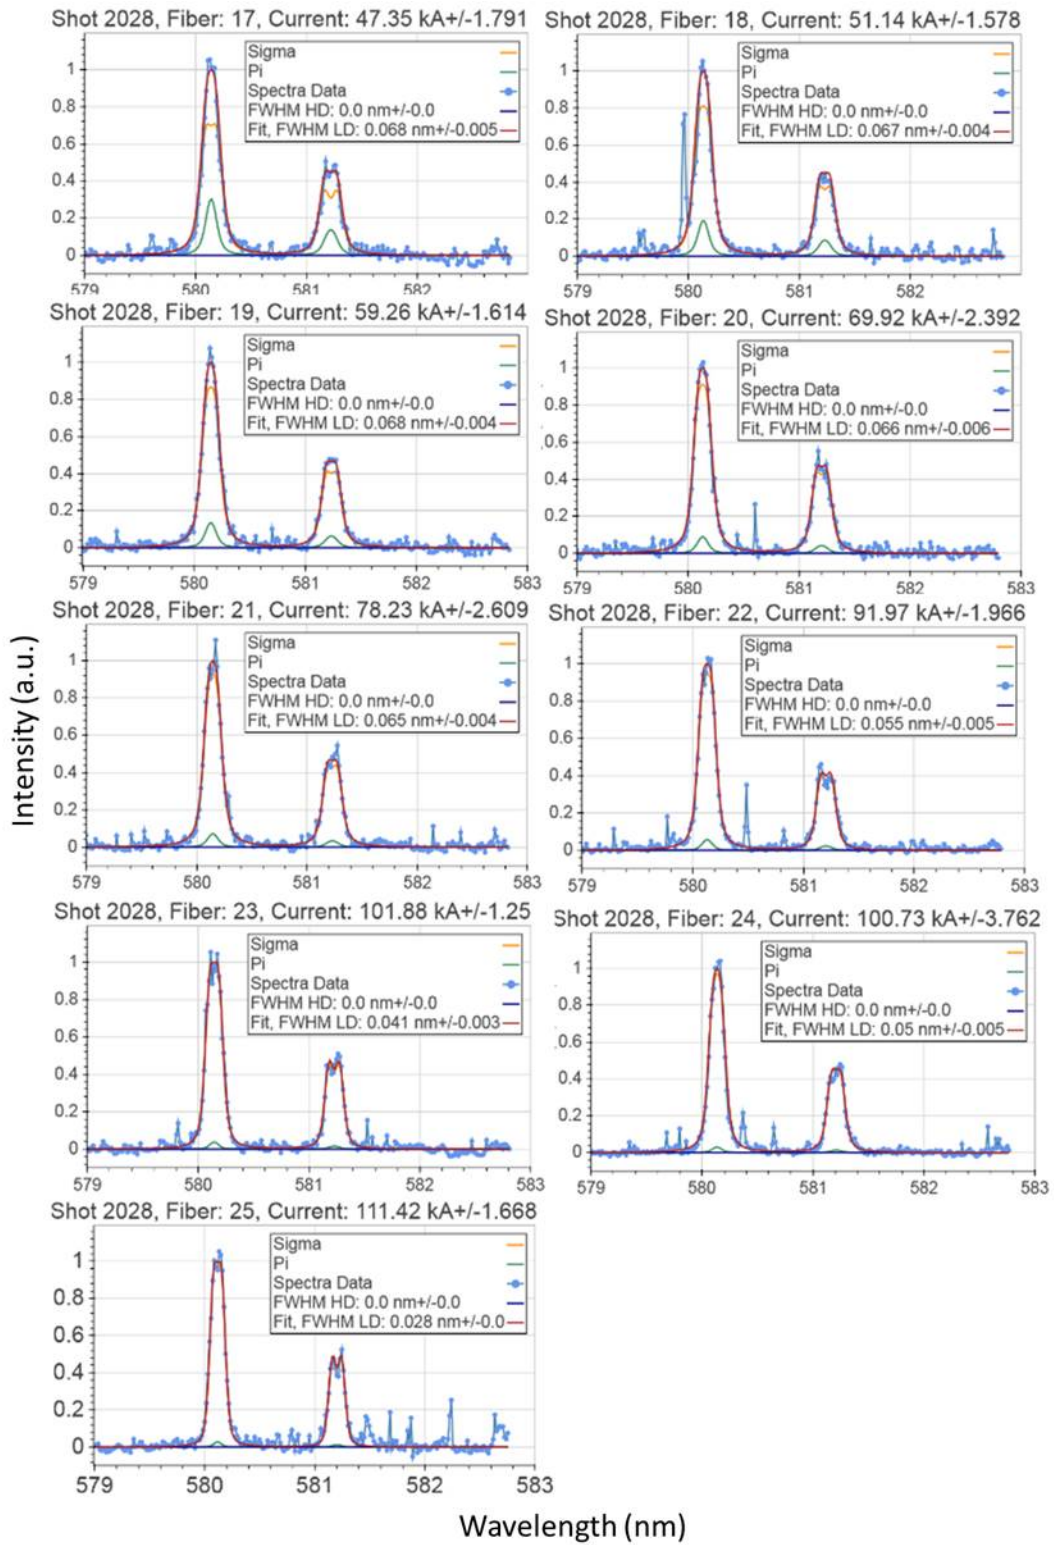 Shot 2028, Fiber: 17, Current: 47.35 kA+/-1.791
Sigma
Pi
Spectra Data
FWHM HD: 0.0 nm+/-0.0
Fit, FWHM LD: 0.068 nm+/-0.005
1
0.8
0.6
0.4
0.2
0
579
580
581
582
Shot 2028, Fiber: 18, Current: 51.14 kA+/-1.578
Sigma
Pi
Spectra Data
FWHM HD: 0.0 nm+/-0.0
Fit, FWHM LD: 0.067 nm+/-0.004
1
0.8
0.6
0.4
0.2
0
579
580
581
582
Shot 2028, Fiber: 19, Current: 59.26 kA+/-1.614
Sigma
Pi
Spectra Data
FWHM HD: 0.0 nm+/-0.0
Fit, FWHM LD: 0.068 nm+/-0.004
1
0.8
0.6
0.4
0.2
0
579
580
581
582
583
Shot 2028, Fiber: 20, Current: 69.92 kA+/-2.392
Sigma
Pi
Spectra Data
FWHM HD: 0.0 nm+/-0.0
Fit, FWHM LD: 0.066 nm+/-0.006
1
0.8
0.6
0.4
0.2
0
579
580
581
582
583
Shot 2028, Fiber: 21, Current: 78.23 kA+/-2.609
Sigma
Pi
Spectra Data
FWHM HD: 0.0 nm+/-0.0
Fit, FWHM LD: 0.065 nm+/-0.004
1
0.8
0.6
0.4
0.2
0
579
580
581
582
583
Shot 2028, Fiber: 22, Current: 91.97 kA+/-1.966
Sigma
Pi
Spectra Data
FWHM HD: 0.0 nm+/-0.0
Fit, FWHM LD: 0.055 nm+/-0.005
1
0.8
0.6
0.4
0.2
0
579
580
581
582
583
Intensity (a.u.)
Shot 2028, Fiber: 23, Current: 101.88 kA+/-1.25
Sigma
Pi
Spectra Data
FWHM HD: 0.0 nm+/-0.0
Fit, FWHM LD: 0.041 nm+/-0.003
1
0.8
0.6
0.4
0.2
0
579
580
581
582
583
Shot 2028, Fiber: 24, Current: 100.73 kA+/-3.762
Sigma
Pi
Spectra Data
FWHM HD: 0.0 nm+/-0.0
Fit, FWHM LD: 0.05 nm+/-0.005
1
0.8
0.6
0.4
0.2
0
579
580
581
582
583
Shot 2028, Fiber: 25, Current: 111.42 kA+/-1.668
Sigma
Pi
Spectra Data
FWHM HD: 0.0 nm+/-0.0
Fit, FWHM LD: 0.028 nm+/-0.0
1
0.8
0.6
0.4
0.2
0
579
580
581
582
583
Wavelength (nm)